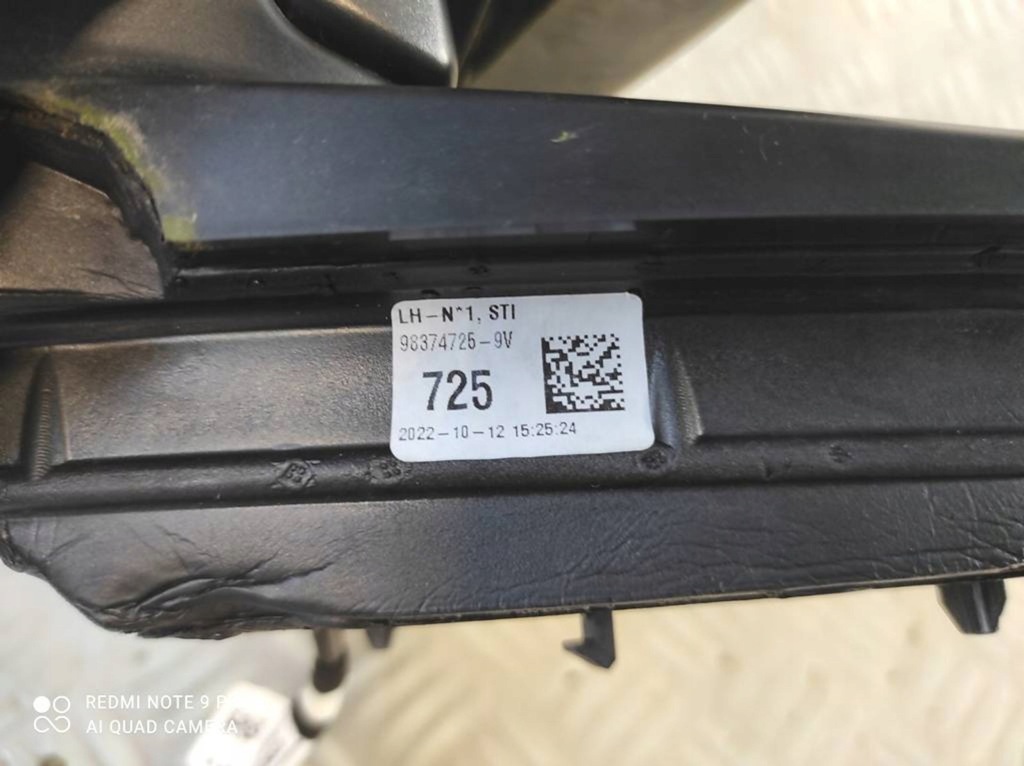 LH-N°1, STI
98374725-9V
725
2022-10-12 15:25:24
REDMI NOTE 9 P
AI QUAD CAMERA